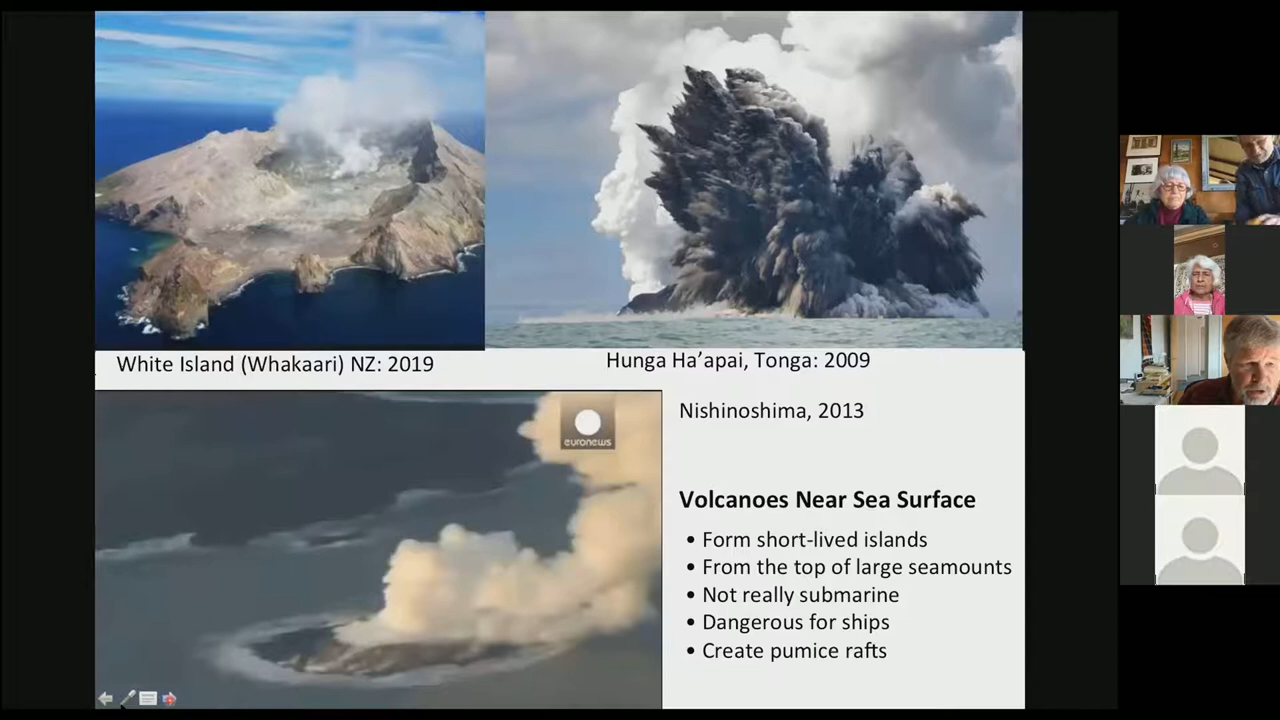 White Island (Whakaari) NZ: 2019
Hunga Ha’apai, Tonga: 2009
euronews
Nishinoshima, 2013
Volcanoes Near Sea Surface
• Form short-lived islands
• From the top of large seamounts
• Not really submarine
• Dangerous for ships
• Create pumice rafts